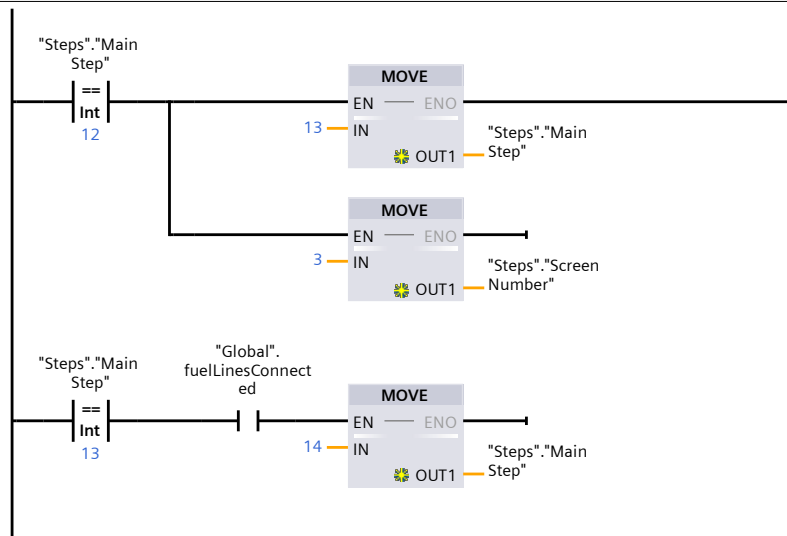 "Steps"."Main
Step"
==
Int
12
MOVE
EN
ENO
13
IN
OUT1
"Steps"."Main
Step"
MOVE
EN
ENO
3
IN
OUT1
"Steps"."Screen
Number"
"Steps"."Main
Step"
==
Int
13
"Global".
fuelLinesConnect
ed
MOVE
EN
ENO
14
IN
OUT1
"Steps"."Main
Step"